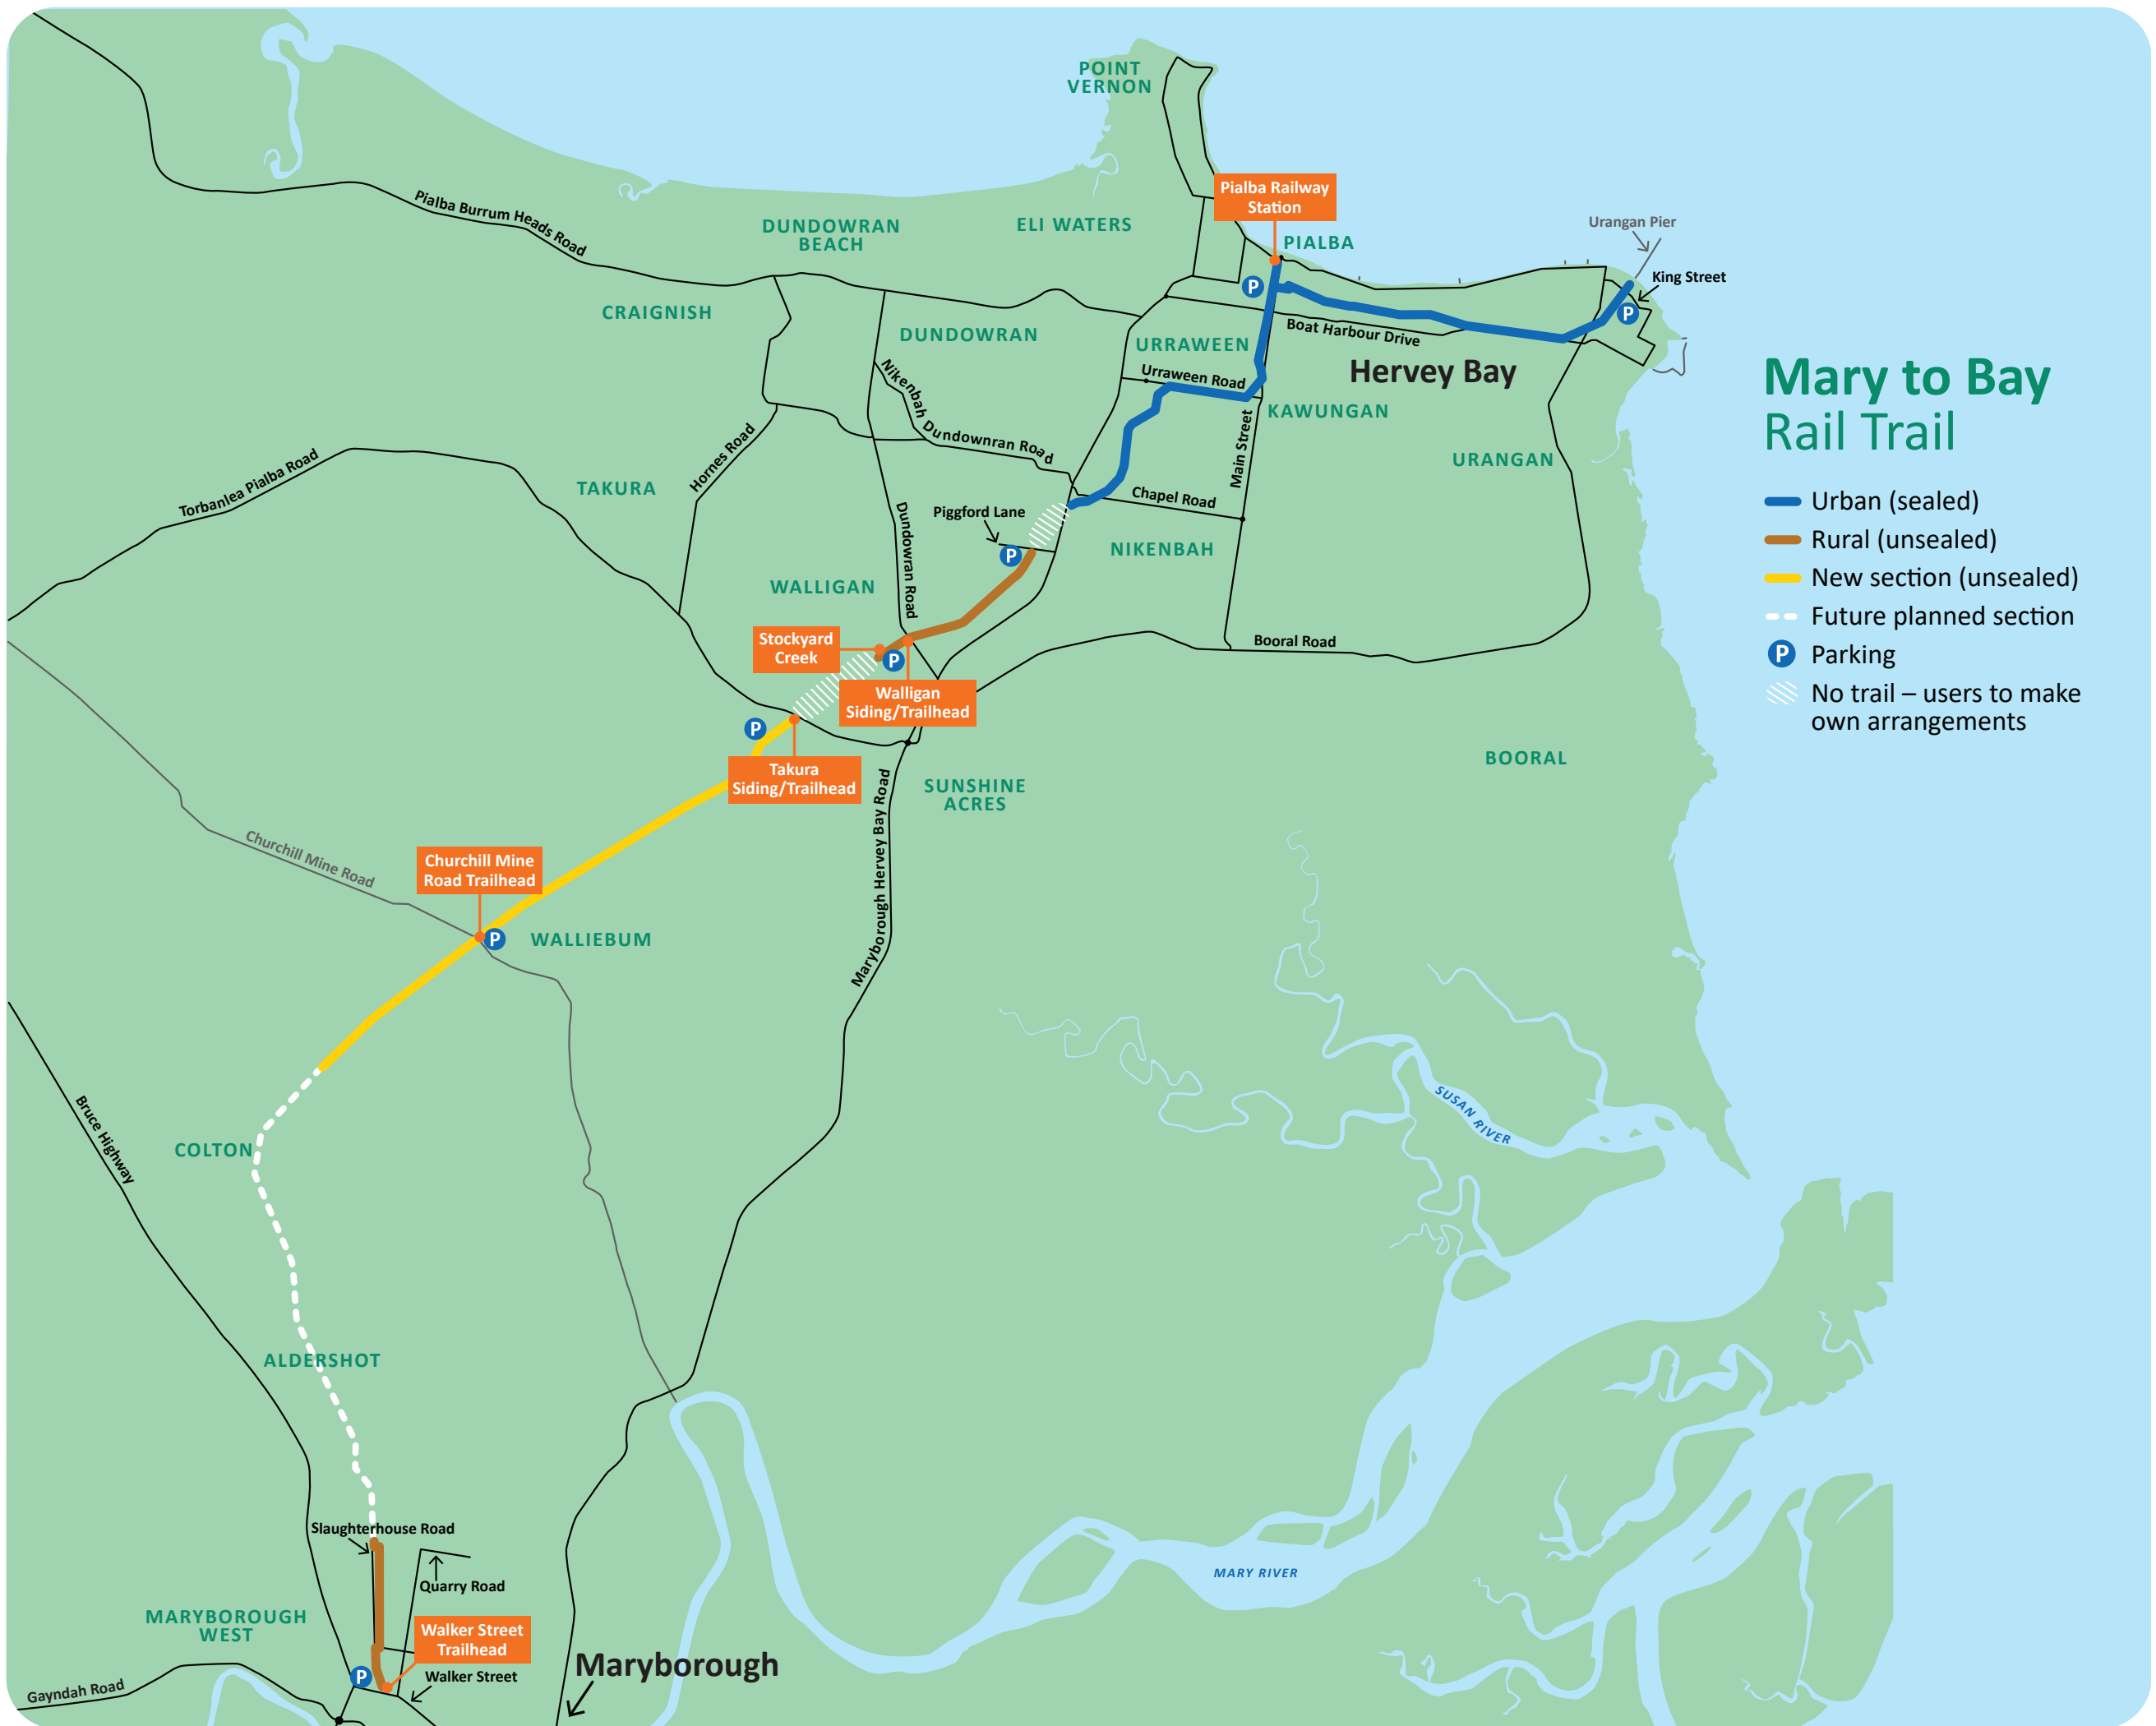 POINT
VERNON
Pialba Railway
Station
PIALBA
Urangan Pier
King Street
Pialba Burrum Heads Road
DUNDOWRAN
BEACH
ELI WATERS
CRAIGNISH
DUNDOWRAN
URRAWEEN
Boat Harbour Drive
Hervey Bay
Urraween Road
KAWUNGAN
Nikenbah Dundownran Road
Main Street
URANGAN
Mary to Bay
Rail Trail
Urban (sealed)
Rural (unsealed)
New section (unsealed)
Future planned section
P
Parking
No trail – users to make
own arrangements
Torbanlea Pialba Road
Hornes Road
TAKURA
Chapel Road
Piggford Lane
NIKENBAH
Dundowran Road
WALLIGAN
P
P
P
Stockyard
Creek
P
Booral Road
Walligan
Siding/Trailhead
P
Takura
Siding/Trailhead
BOORAL
SUNSHINE
ACRES
Maryborough Hervey Bay Road
Churchill Mine Road
Churchill Mine
Road Trailhead
P
WALLIEBUM
Bruce Highway
COLTON
SUSAN RIVER
ALDERSHOT
Slaughterhouse Road
Quarry Road
MARY RIVER
MARYBOROUGH
WEST
Walker Street
Trailhead
P
Walker Street
Maryborough
Gayndah Road